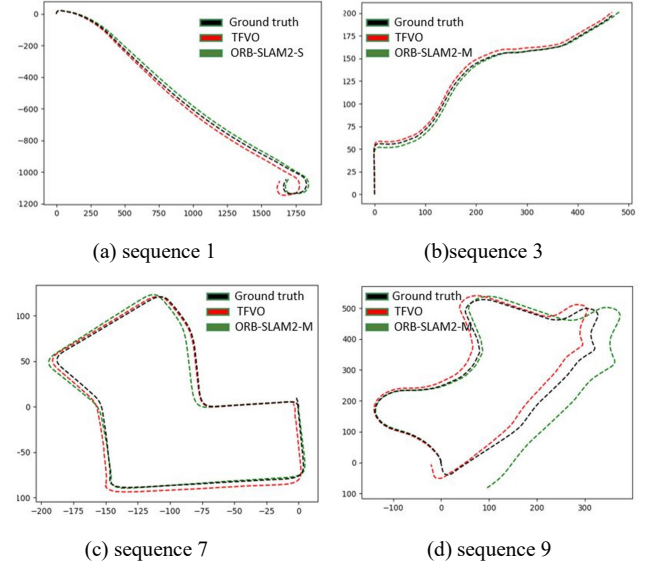 Ground truth
TFVO
ORB-SLAM2-S
0
-200
-400
-600
-800
1000
1200
0 250 500 750 1000 1250 1500 1750
(a) sequence 1
Ground truth
TFVO
ORB-SLAM2-M
200
175
150
125
100
75
50
25
0
0 100 200 300 400 500
(b)sequence 3
Ground truth
TFVO
ORB-SLAM2-M
100
50
0
-50
100
-200 -175 -150 -125 -100 -75 -50 -25 0
(c) sequence 7
Ground truth
TFVO
ORB-SLAM2-M
500
400
300
200
100
0
100
-100 0 100 200 300
(d) sequence 9